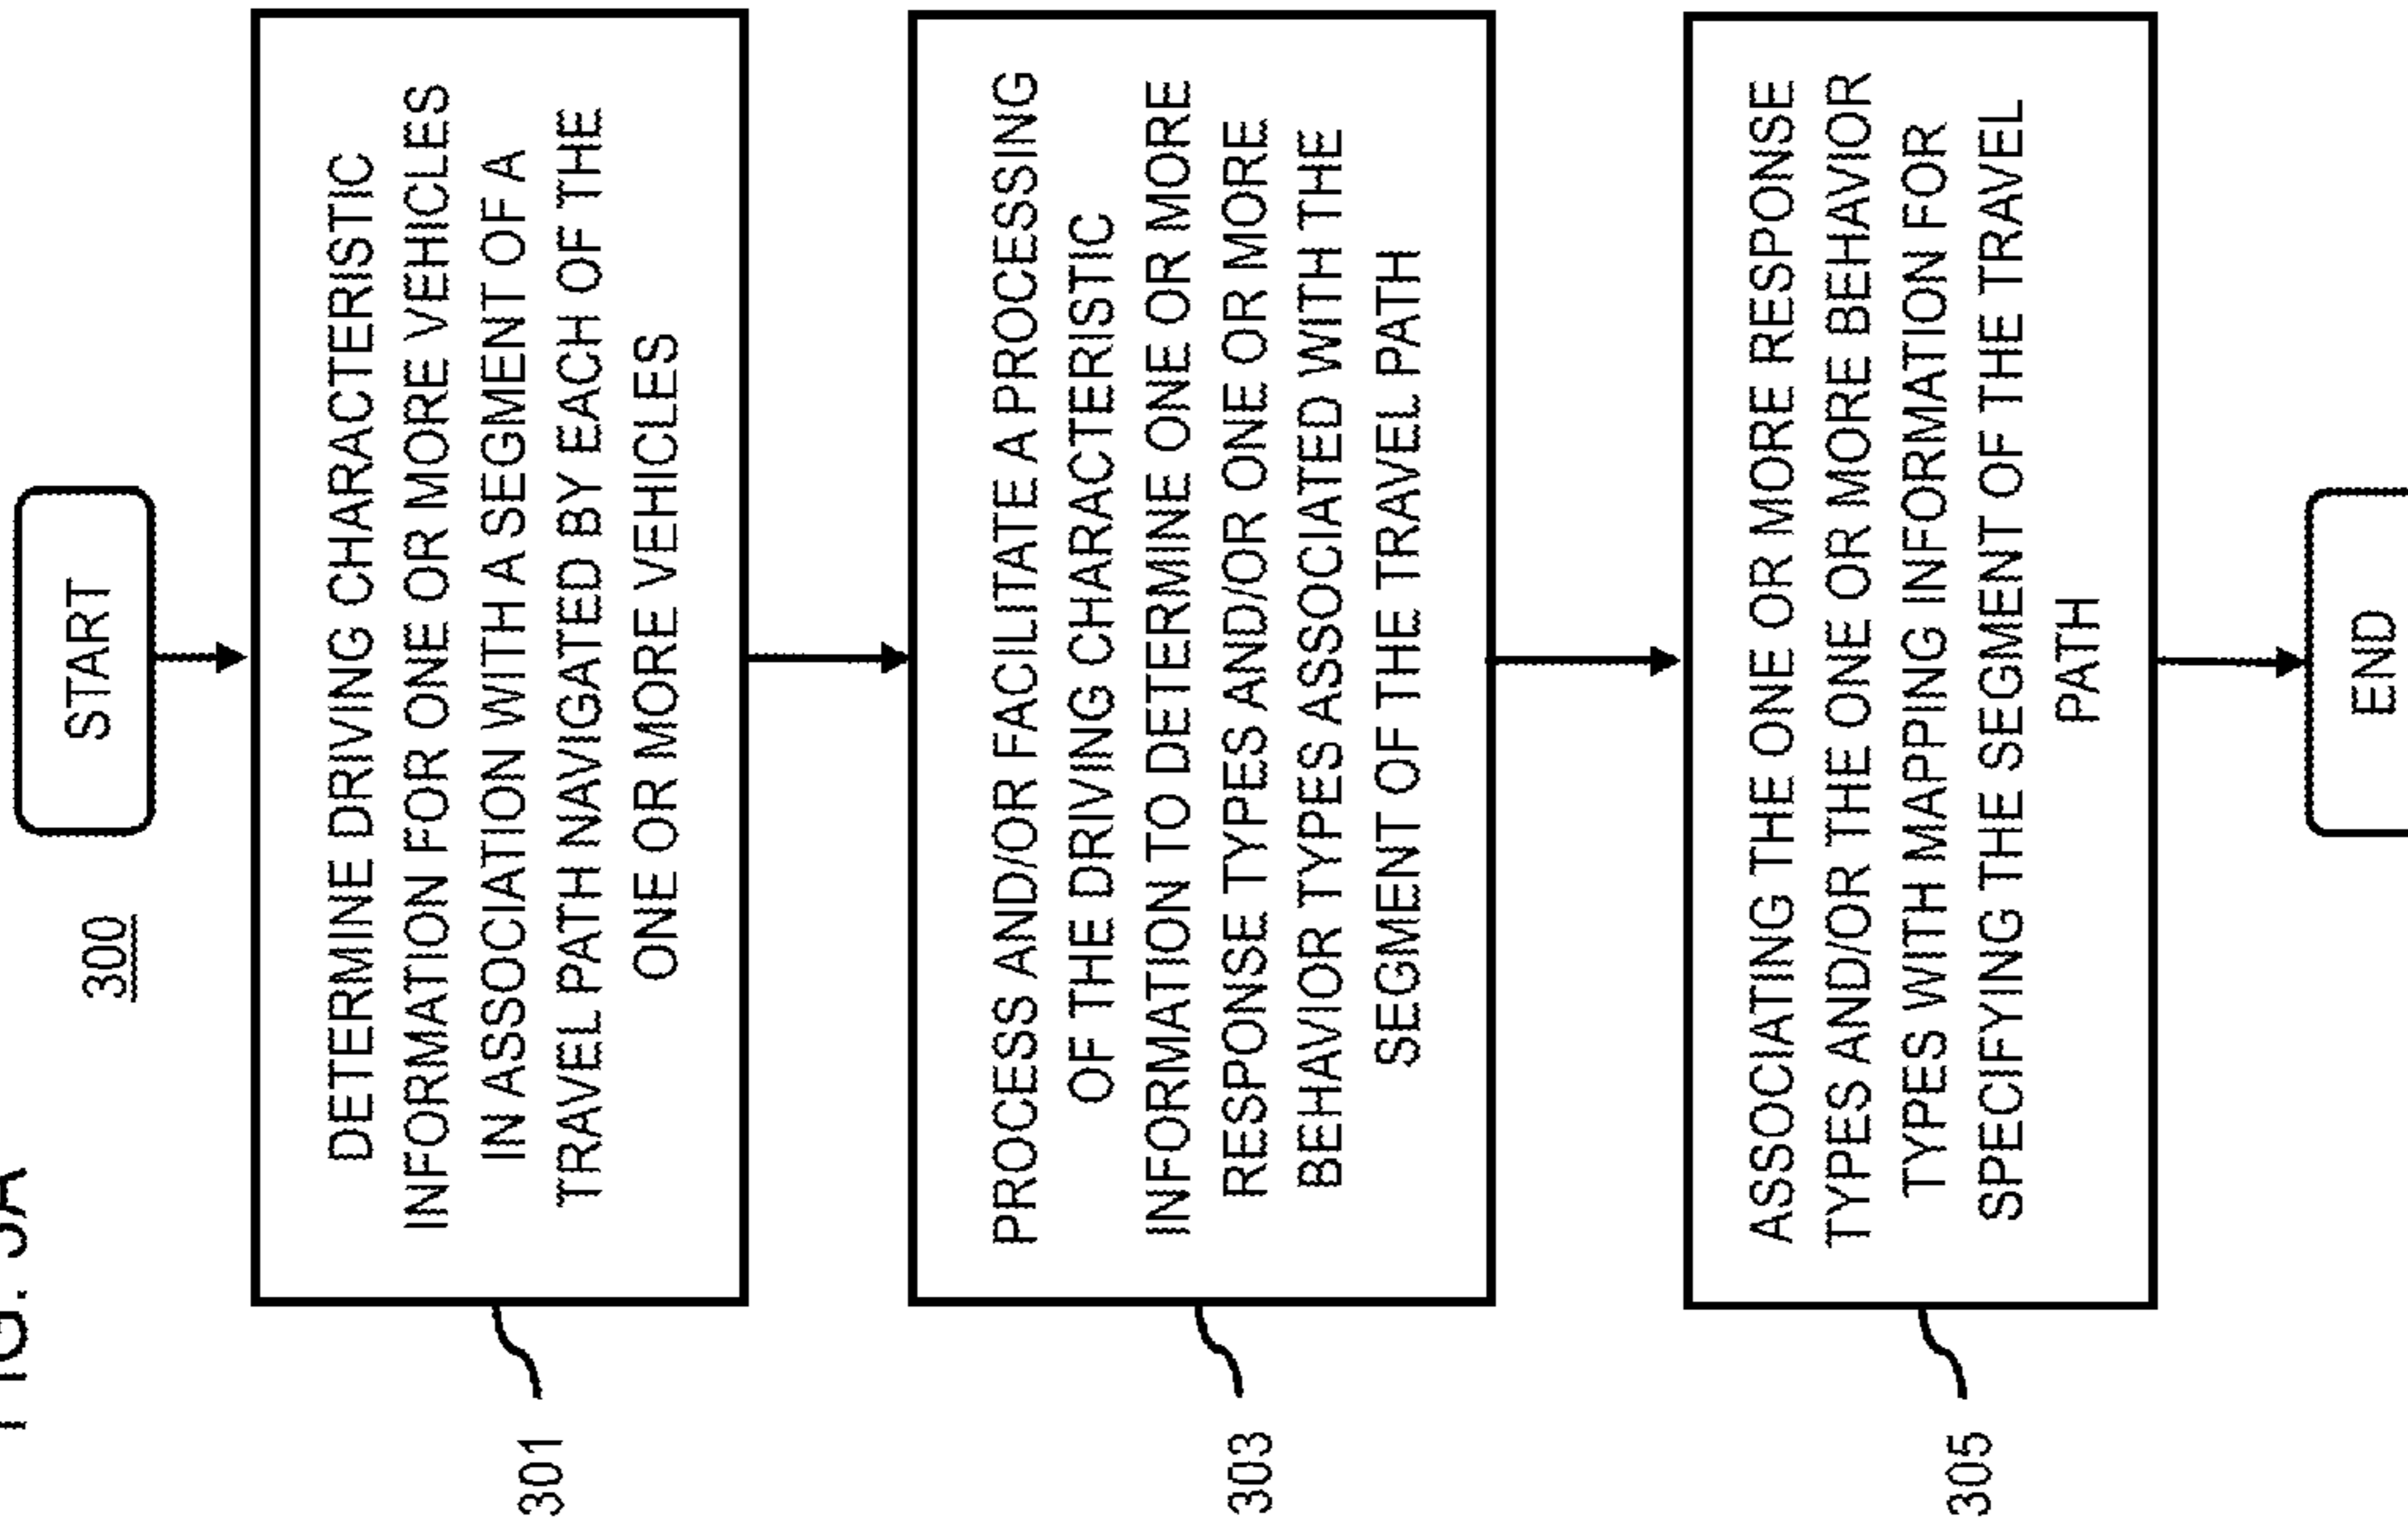 FIG. 3A
300
START
DETERMINE DRIVING CHARACTERISTIC
INFORMATION FOR ONE OR MORE VEHICLES
IN ASSOCIATION WITH A SEGMENT OF A
TRAVEL PATH NAVIGATED BY EACH OF THE
ONE OR MORE VEHICLES
301
PROCESS AND/OR FACILITATE A PROCESSING
OF THE DRIVING CHARACTERISTIC
INFORMATION TO DETERMINE ONE OR MORE
RESPONSE TYPES AND/OR ONE OR MORE
BEHAVIOR TYPES ASSOCIATED WITH THE
SEGMENT OF THE TRAVEL PATH
303
ASSOCIATING THE ONE OR MORE RESPONSE
TYPES AND/OR THE ONE OR MORE BEHAVIOR
TYPES WITH MAPPING INFORMATION FOR
SPECIFYING THE SEGMENT OF THE TRAVEL
PATH
305
END